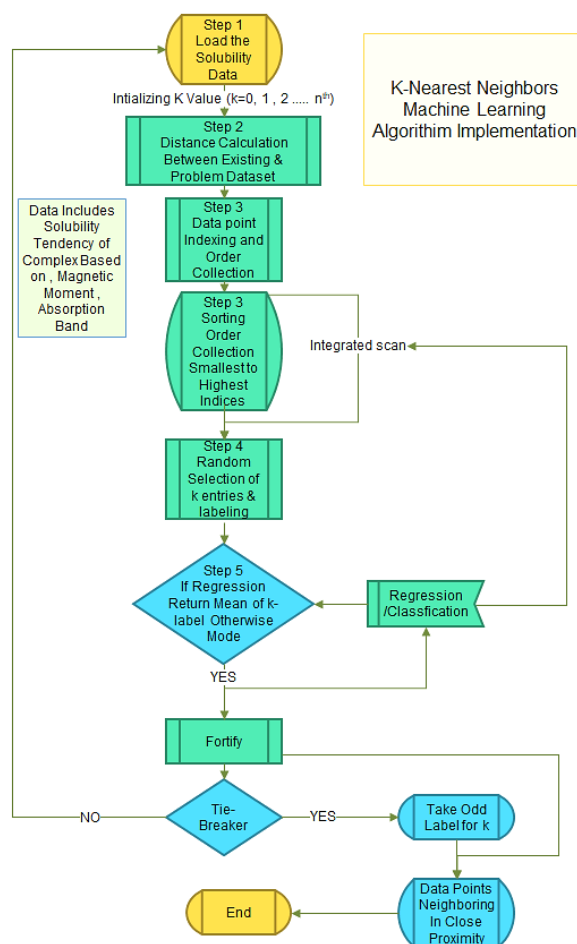 Step 1
Load the
Solubility
Data
K-Nearest Neighbors
Machine Learning
Algorithim Implementation
Intializing K Value (k=0, 1 , 2 ..... nth)
Step 2
Distance Calculation
Between Existing &
Problem Dataset
Data Includes
Solubility
Tendency of
Complex Based
on , Magnetic
Moment ,
Absorption
Band
Step 3
Data point
Indexing and
Order
Collection
Step 3
Sorting
Order
Collection
Smallest to
Highest
Indices
Integrated scan
Step 4
Random
Selection of
k entries &
labeling
Step 5
If Regression
Return Mean of k-
label Otherwise
Mode
Regression
/Classfication
YES
Fortify
NO
Tie-
Breaker
YES
Take Odd
Label for k
Data Points
Neighboring
In Close
Proximity
End